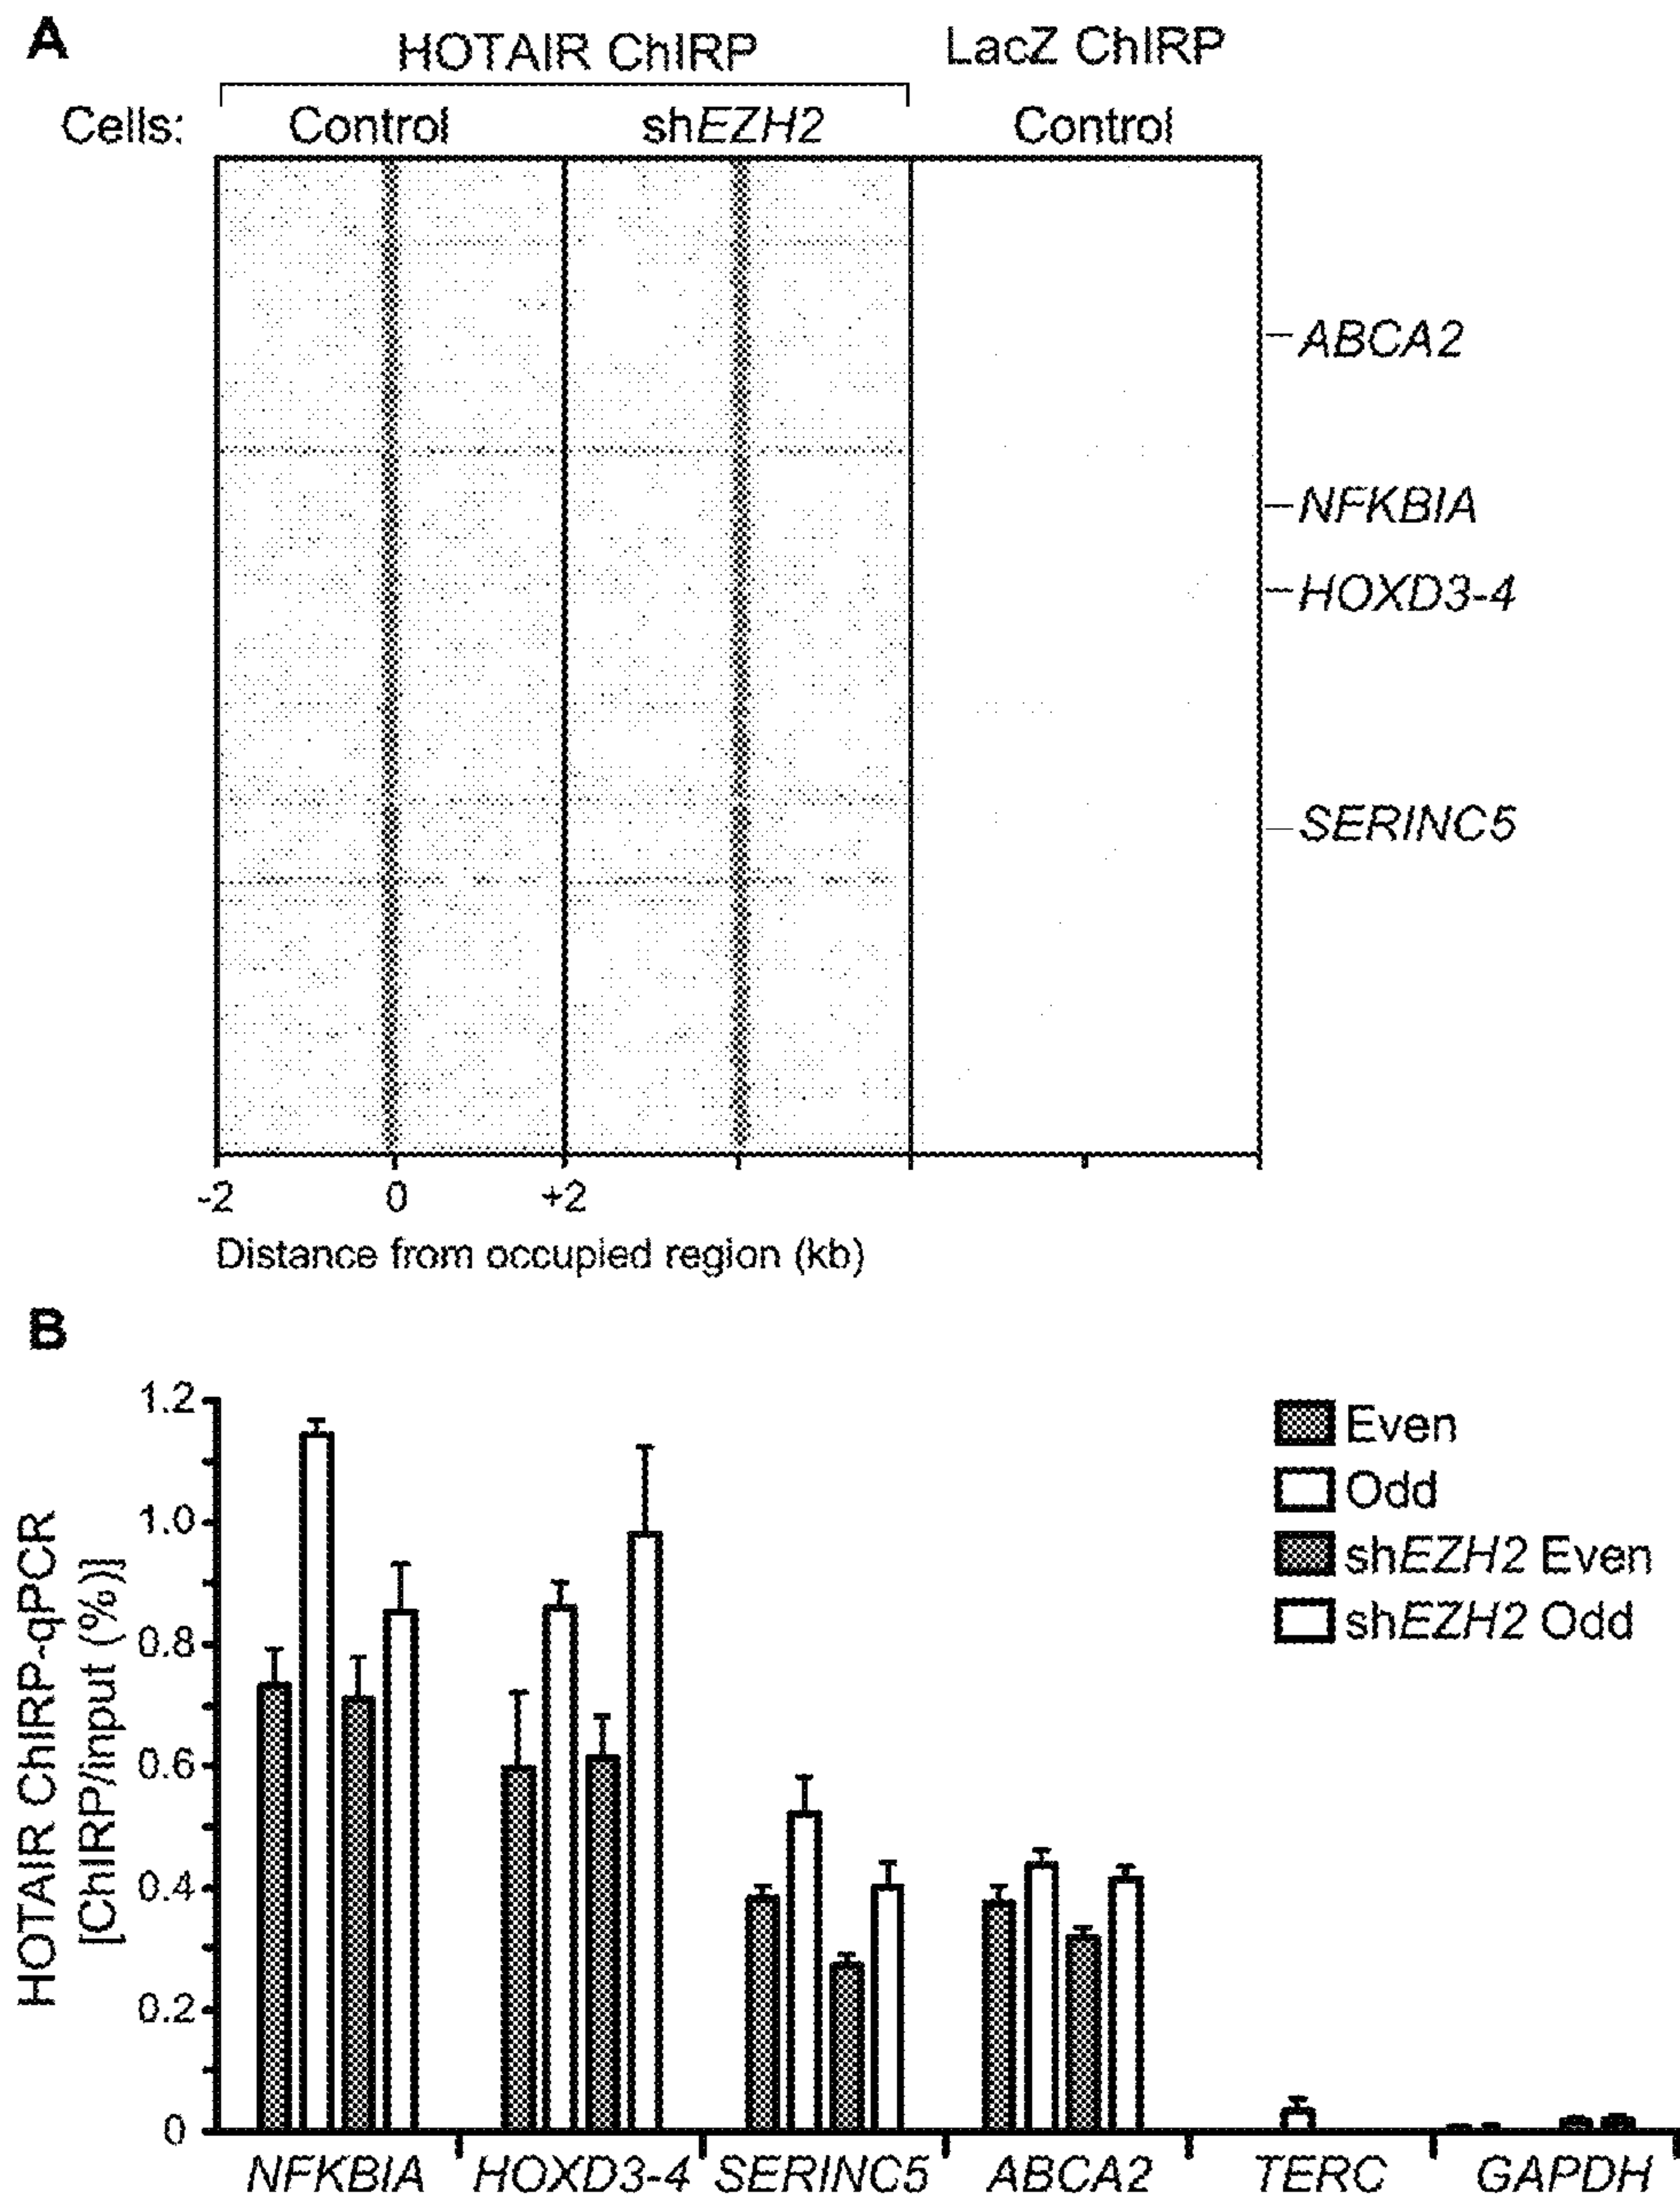 A
HOTAIR ChIRP
LacZ ChIRP
Cells:
Control
shEZH2
Control
ABCA2
NFKBIA
HOXD3-4
SERINC5
-2
0
+2
Distance from occupied region (kb)
B
HOTAIR ChIRP-qPCR
[ChIRP/input (%)]
1.2
1.0
0.8
0.6
0.4
0.2
0
Even
Odd
shEZH2 Even
shEZH2 Odd
NFKBIA
HOXD3-4
SERINC5
ABCA2
TERC
GAPDH